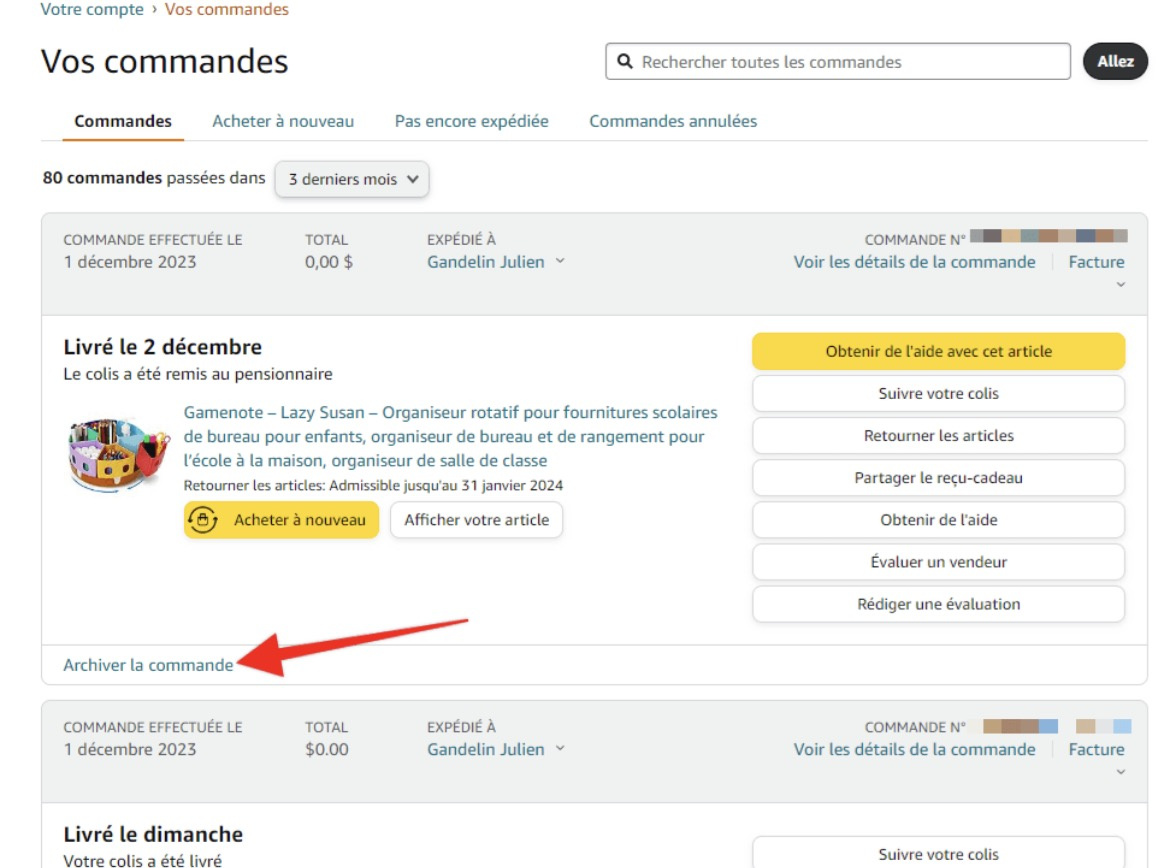 Votre compte › Vos commandes
Vos commandes
Rechercher toutes les commandes
Allez
Commandes Acheter à nouveau Pas encore expédiée Commandes annulées
80 commandes passées dans 3 derniers mois
COMMANDE EFFECTUÉE LE TOTAL EXPÉDIÉ À COMMANDE N°
1 décembre 2023 0,00 $ Gandelin Julien Voir les détails de la commande Facture
Livré le 2 décembre
Le colis a été remis au pensionnaire
Gamenote – Lazy Susan – Organiseur rotatif pour fournitures scolaires
de bureau pour enfants, organiseur de bureau et de rangement pour
l’école à la maison, organiseur de salle de classe
Retourner les articles: Admissible jusqu'au 31 janvier 2024
Acheter à nouveau Afficher votre article
Obtenir de l'aide avec cet article
Suivre votre colis
Retourner les articles
Partager le reçu-cadeau
Obtenir de l'aide
Évaluer un vendeur
Rédiger une évaluation
Archiver la commande
COMMANDE EFFECTUÉE LE TOTAL EXPÉDIÉ À COMMANDE N°
1 décembre 2023 $0.00 Gandelin Julien Voir les détails de la commande Facture
Livré le dimanche
Votre colis a été livré
Suivre votre colis